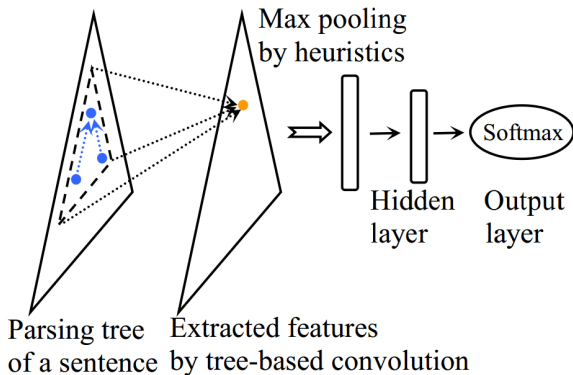 Max pooling
by heuristics
Softmax
Hidden
layer
Output
layer
Parsing tree
of a sentence
Extracted features
by tree-based convolution